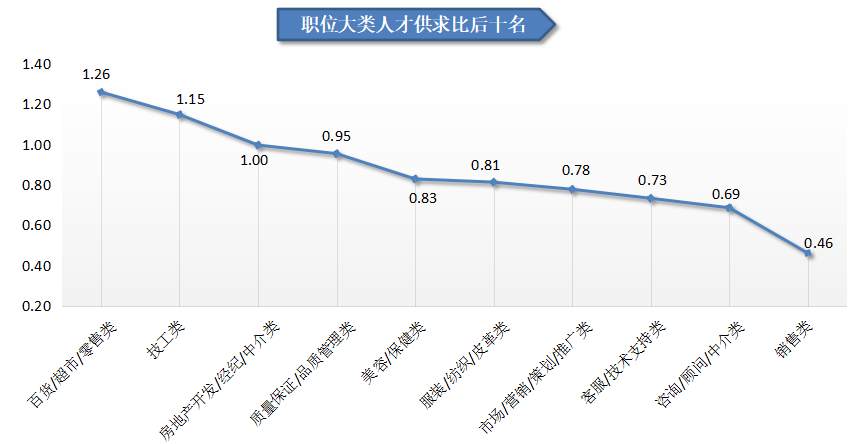 职位大类人才供求比后十名
1.40
1.20
1.00
0.80
0.60
0.40
0.20
1.26
1.15
1.00
0.95
0.83
0.81
0.78
0.73
0.69
0.46
百货/超市/零售类
技工类
房地产开发/经纪/中介类
质量保证/品质管理类
美容/保健类
服装/纺织/皮革类
市场/营销/策划/推广类
客服/技术支持类
咨询/顾问/中介类
销售类